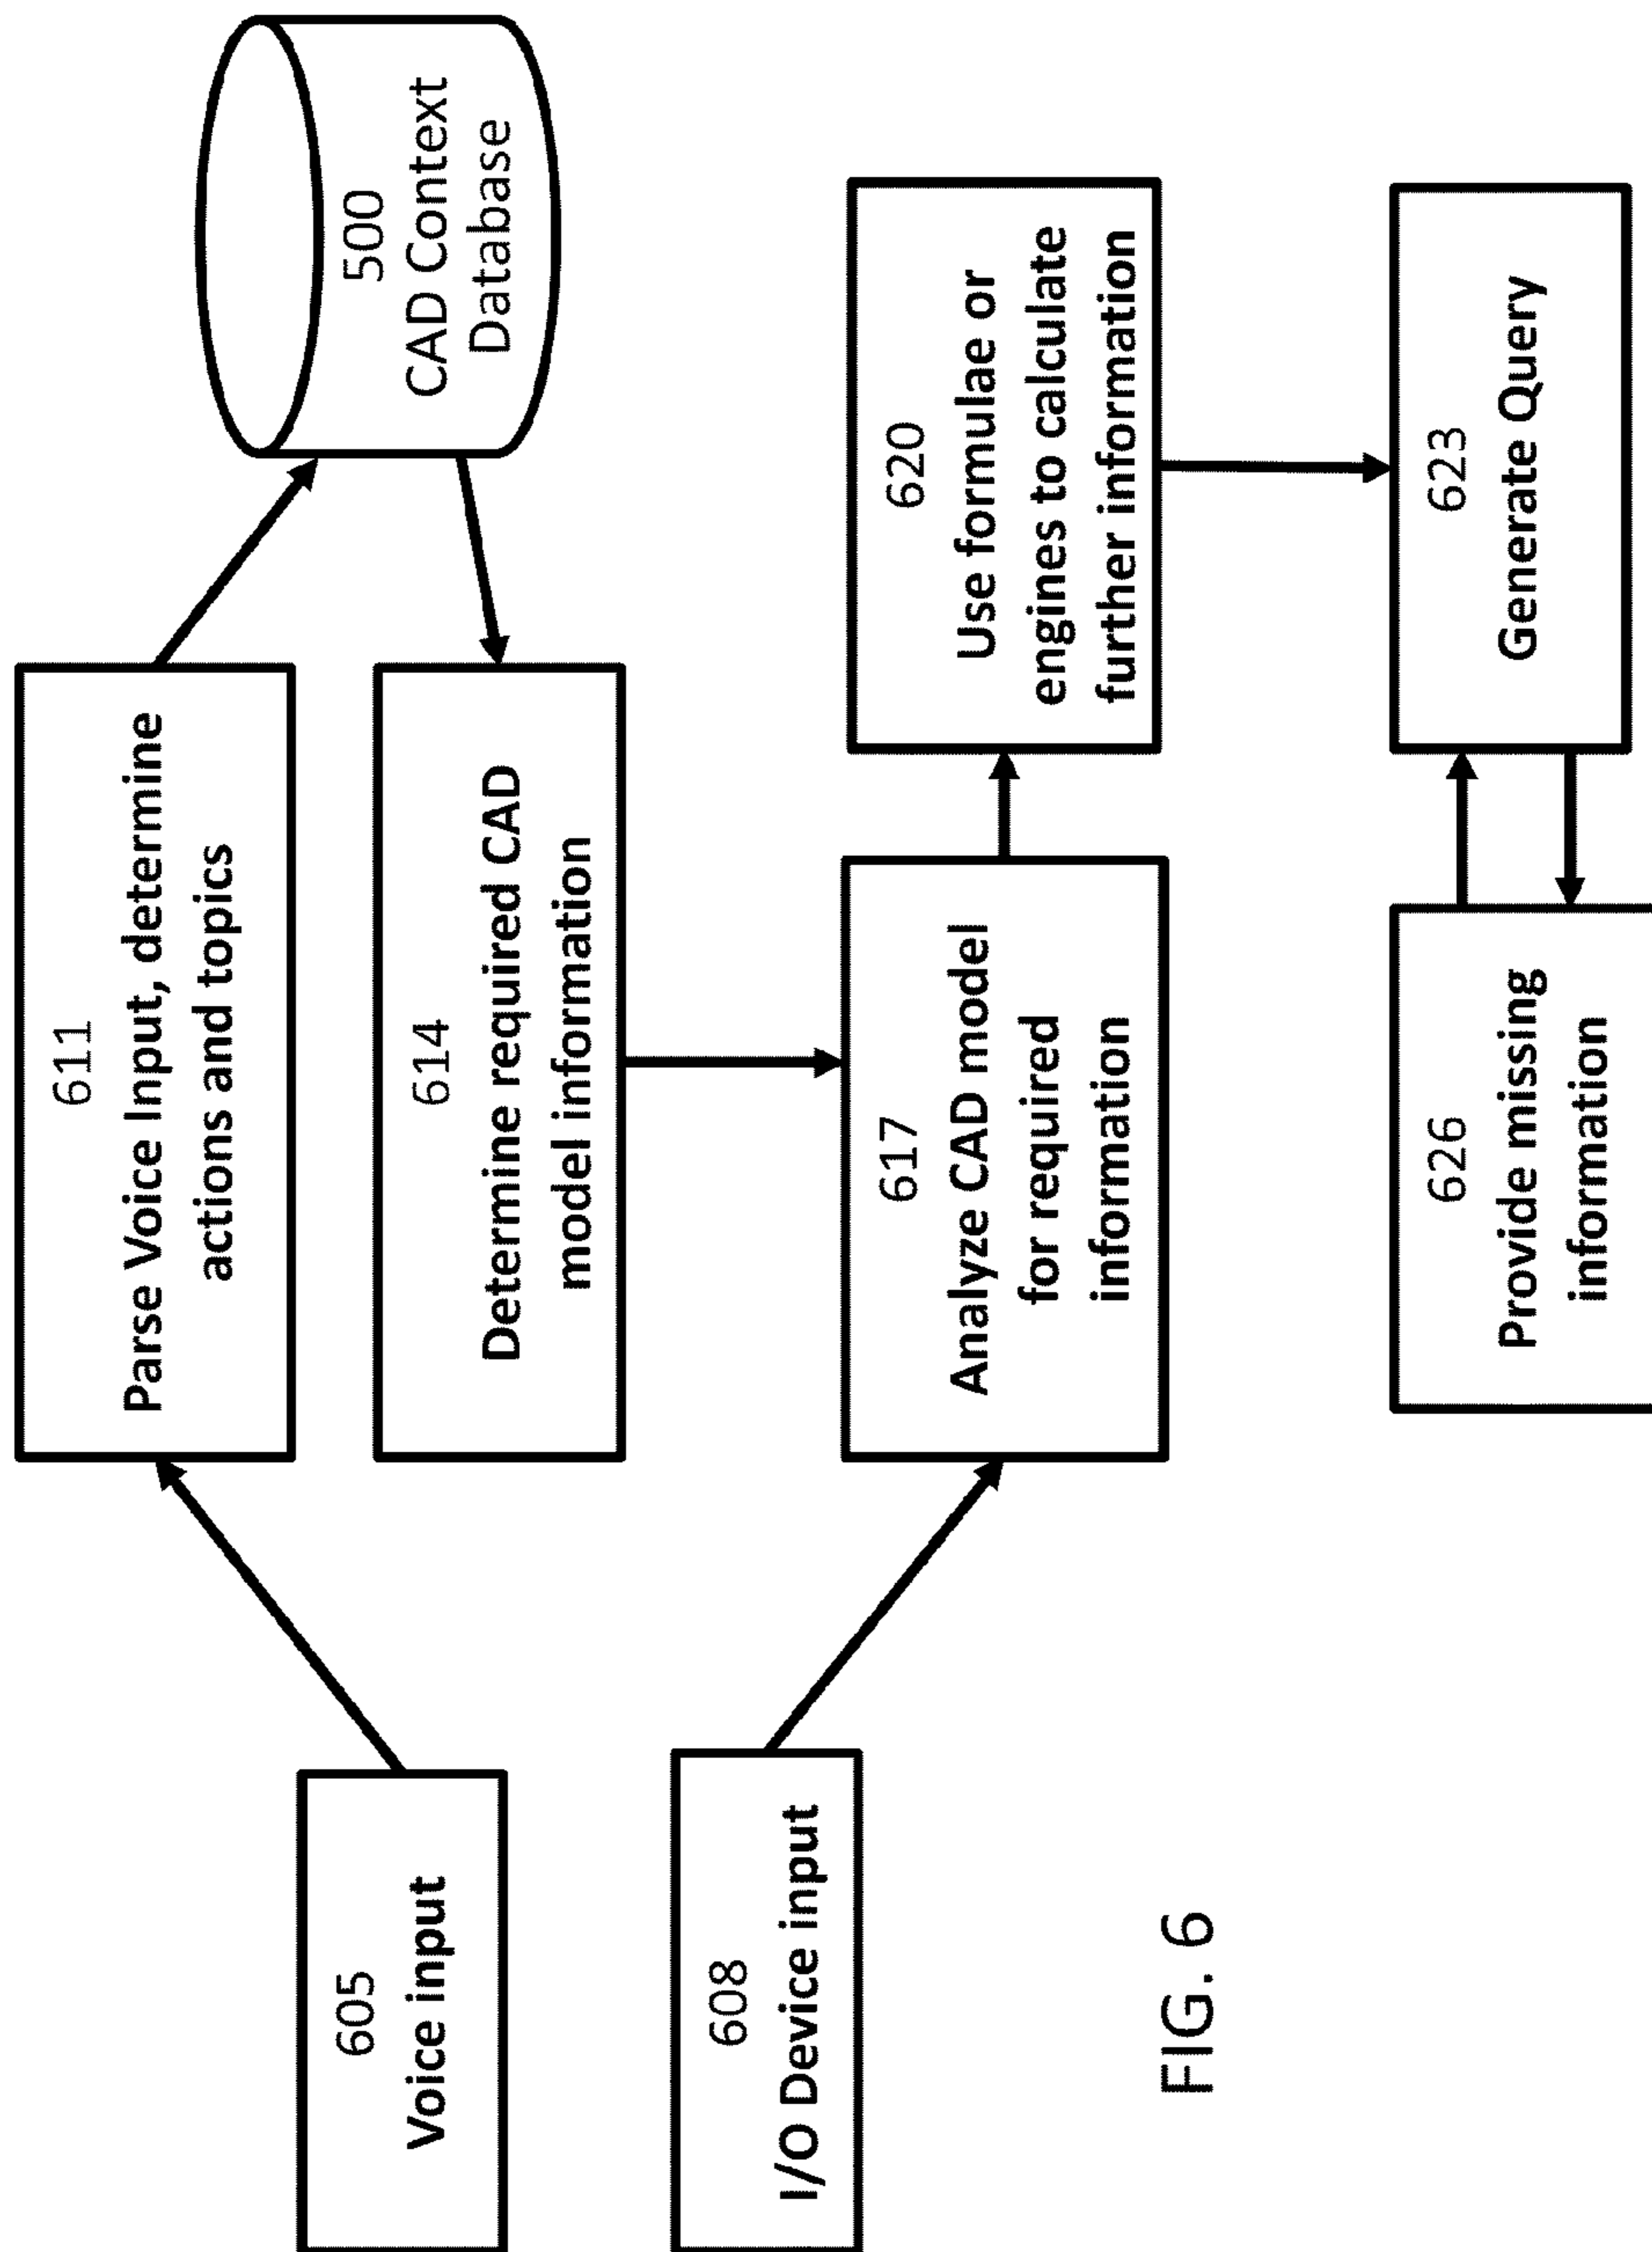 605
Voice input
608
I/O Device input
611
Parse Voice Input, determine
actions and topics
614
Determine required CAD
model information
500
CAD Context
Database
617
Analyze CAD model
for required
information
620
Use formulae or
engines to calculate
further information
626
Provide missing
information
623
Generate Query
FIG. 6